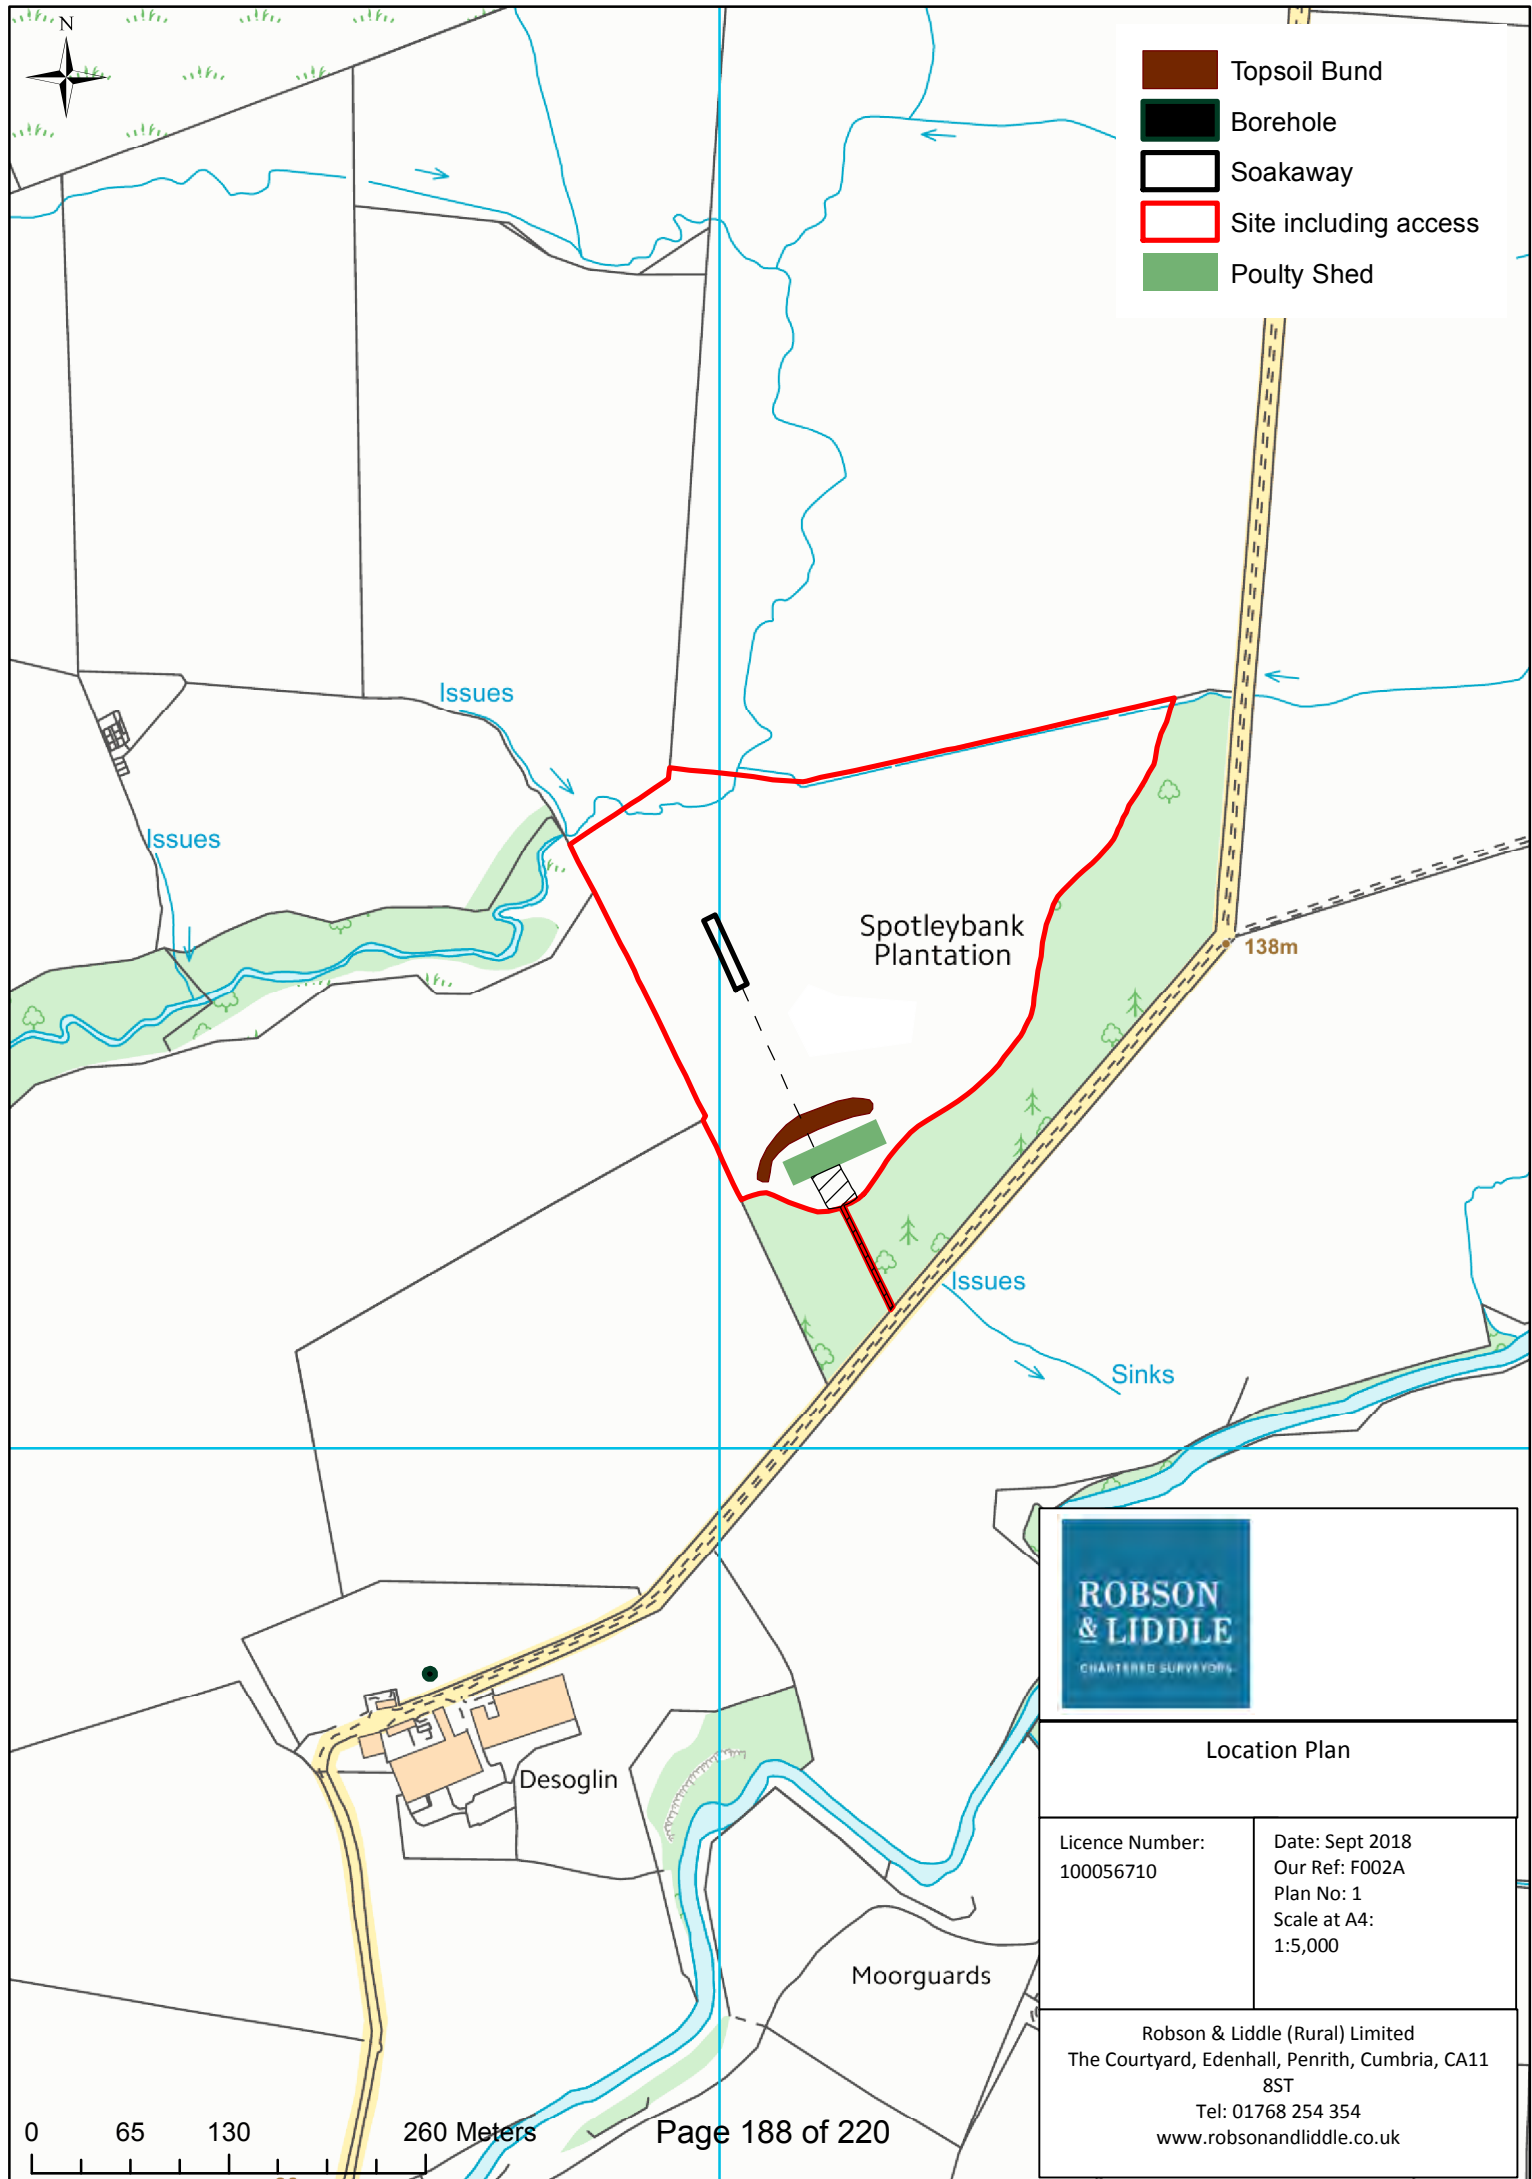 N
Topsoil Bund
Borehole
Soakaway
Site including access
Poulty Shed
Issues
Issues
Spotleybank
Plantation
138m
Issues
Sinks
Desoglin
Moorguards
ROBSON
& LIDDLE
CHARTERED SURVEYORS
Location Plan
Licence Number:
100056710
Date: Sept 2018
Our Ref: F002A
Plan No: 1
Scale at A4:
1:5,000
Robson & Liddle (Rural) Limited
The Courtyard, Edenhall, Penrith, Cumbria, CA11
8ST
Tel: 01768 254 354
www.robsonandliddle.co.uk
0 65 130 260 Meters
Page 188 of 220